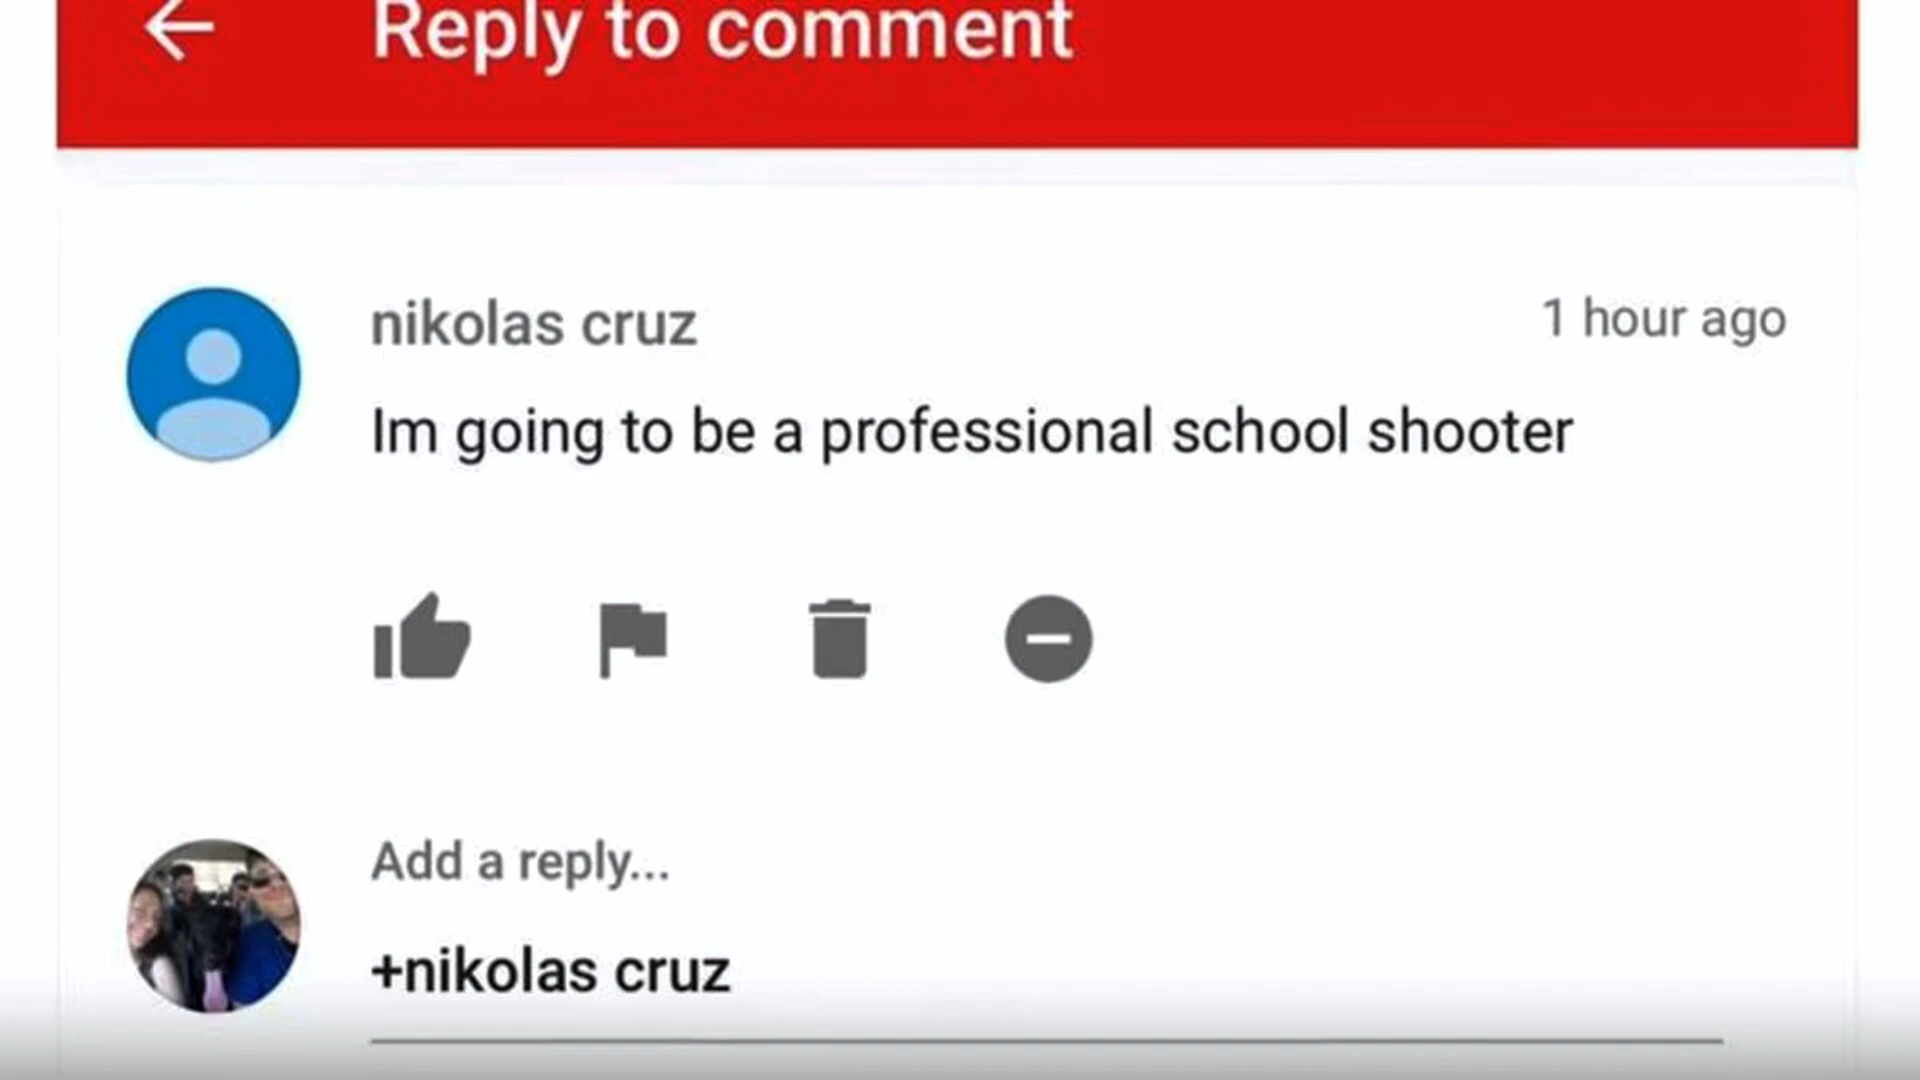 Reply to comment
nikolas cruz
1 hour ago
Im going to be a professional school shooter
Add a reply...
+nikolas cruz